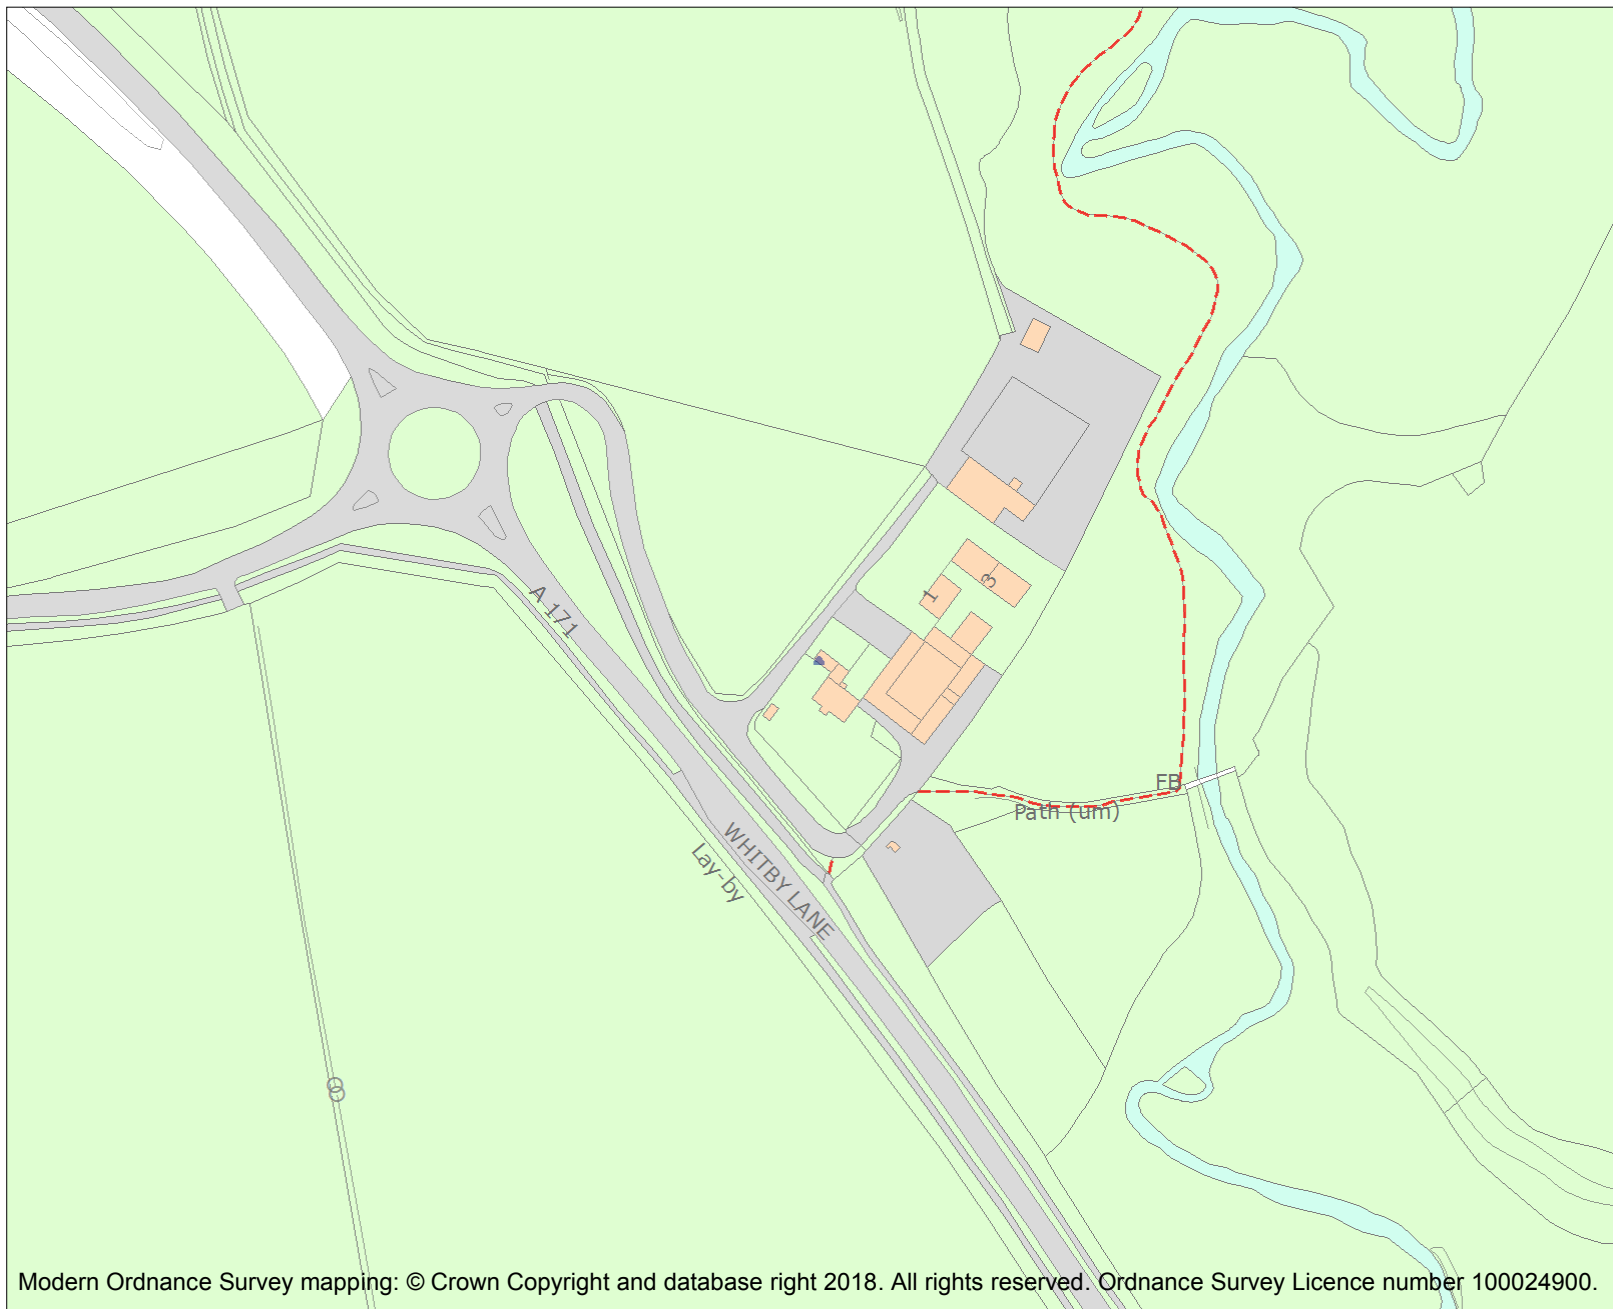 3
1
A 171
FB
Path (um)
WHITBY LANE
Lay-by
Modern Ordnance Survey mapping: © Crown Copyright and database right 2018. All rights reserved. Ordnance Survey Licence number 100024900.